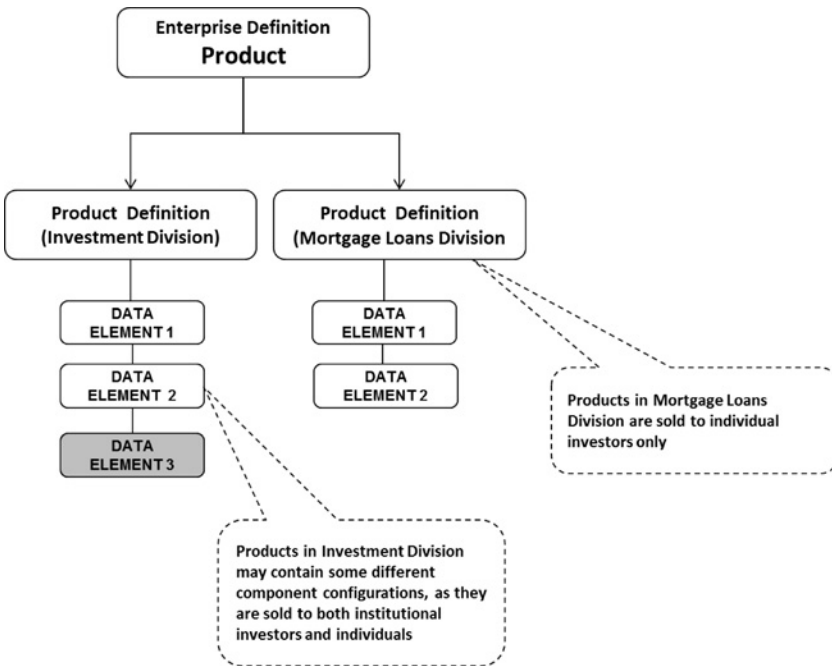 Enterprise Definition
Product
Product Definition
(Investment Division)
Product Definition
(Mortgage Loans Division
DATA
ELEMENT 1
DATA
ELEMENT 2
DATA
ELEMENT 3
DATA
ELEMENT 1
DATA
ELEMENT 2
Products in Mortgage Loans
Division are sold to individual
investors only
Products in Investment Division
may contain some different
component configurations, as they
are sold to both institutional
investors and individuals